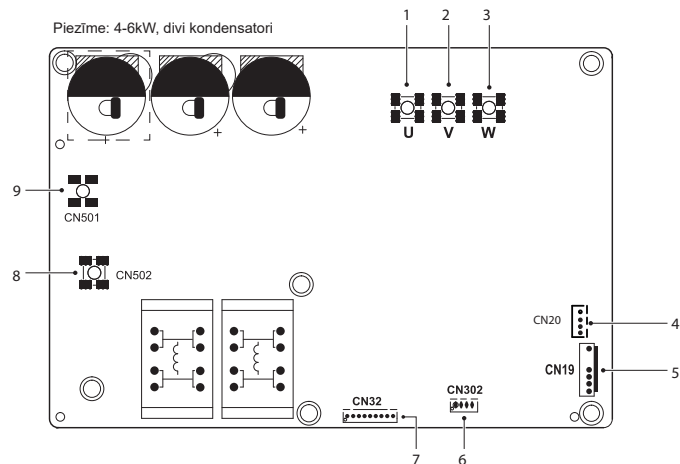 Piezīme: 4-6kW, divi kondensatori
1 2 3
U V W
9
CN501
8 CN502
CN20 4
CN19 5
CN302
CN32
7 6